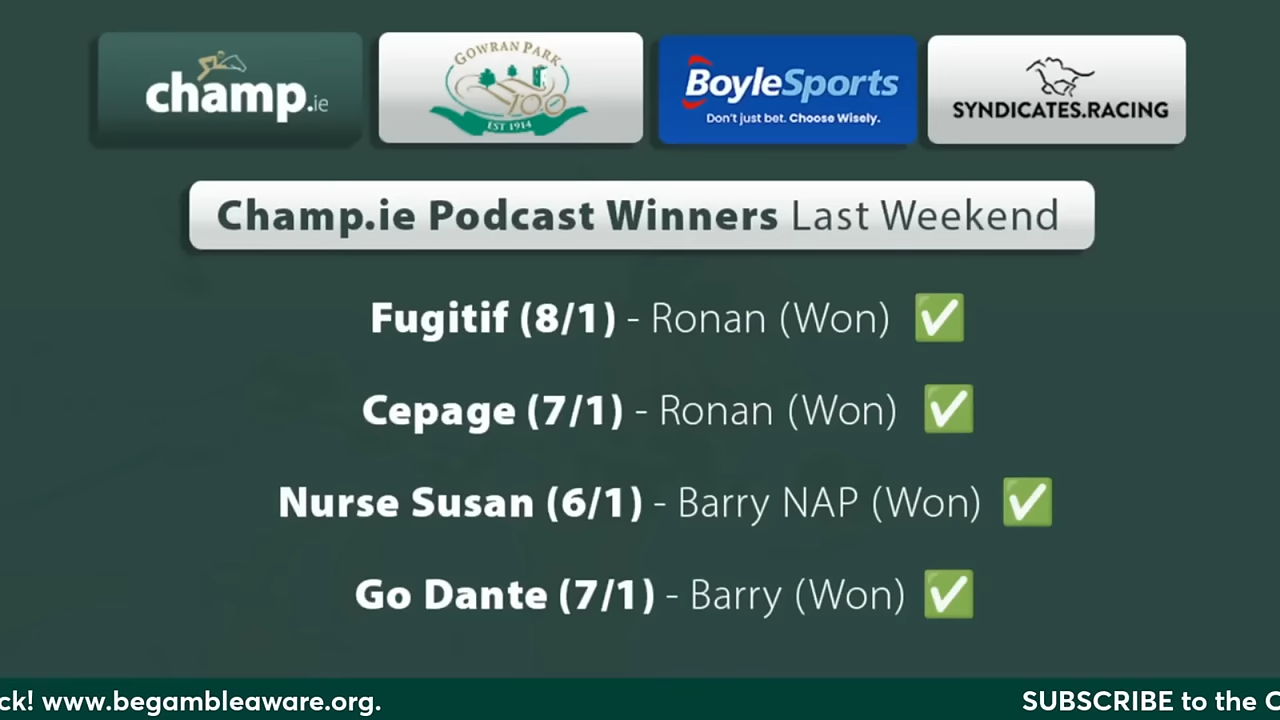 champ.ie
GOWRAN PARK
100
EST 1914
BoyleSports
Don't just bet. Choose Wisely.
SYNDICATES.RACING
Champ.ie Podcast Winners Last Weekend
Fugitif (8/1) - Ronan (Won) ✅
Cepage (7/1) - Ronan (Won) ✅
Nurse Susan (6/1) - Barry NAP (Won) ✅
Go Dante (7/1) - Barry (Won) ✅
ck! www.begambleaware.org. SUBSCRIBE to the C